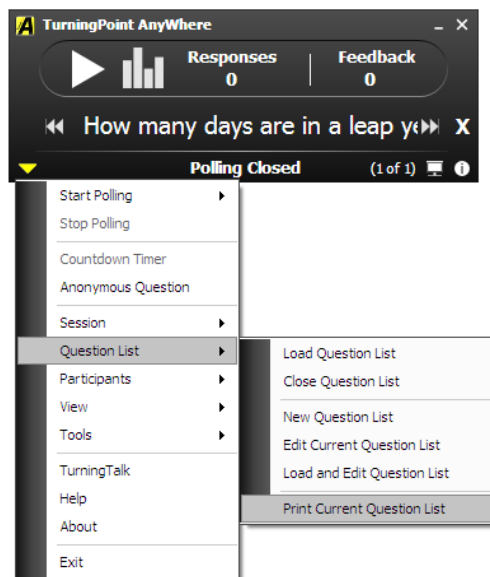 TurningPoint AnyWhere
Responses Feedback
0 0
How many days are in a leap ye
X
Polling Closed (1 of 1)
Start Polling
Stop Polling
Countdown Timer
Anonymous Question
Session
Question List
Participants
View
Tools
TurningTalk
Help
About
Exit
Load Question List
Close Question List
New Question List
Edit Current Question List
Load and Edit Question List
Print Current Question List